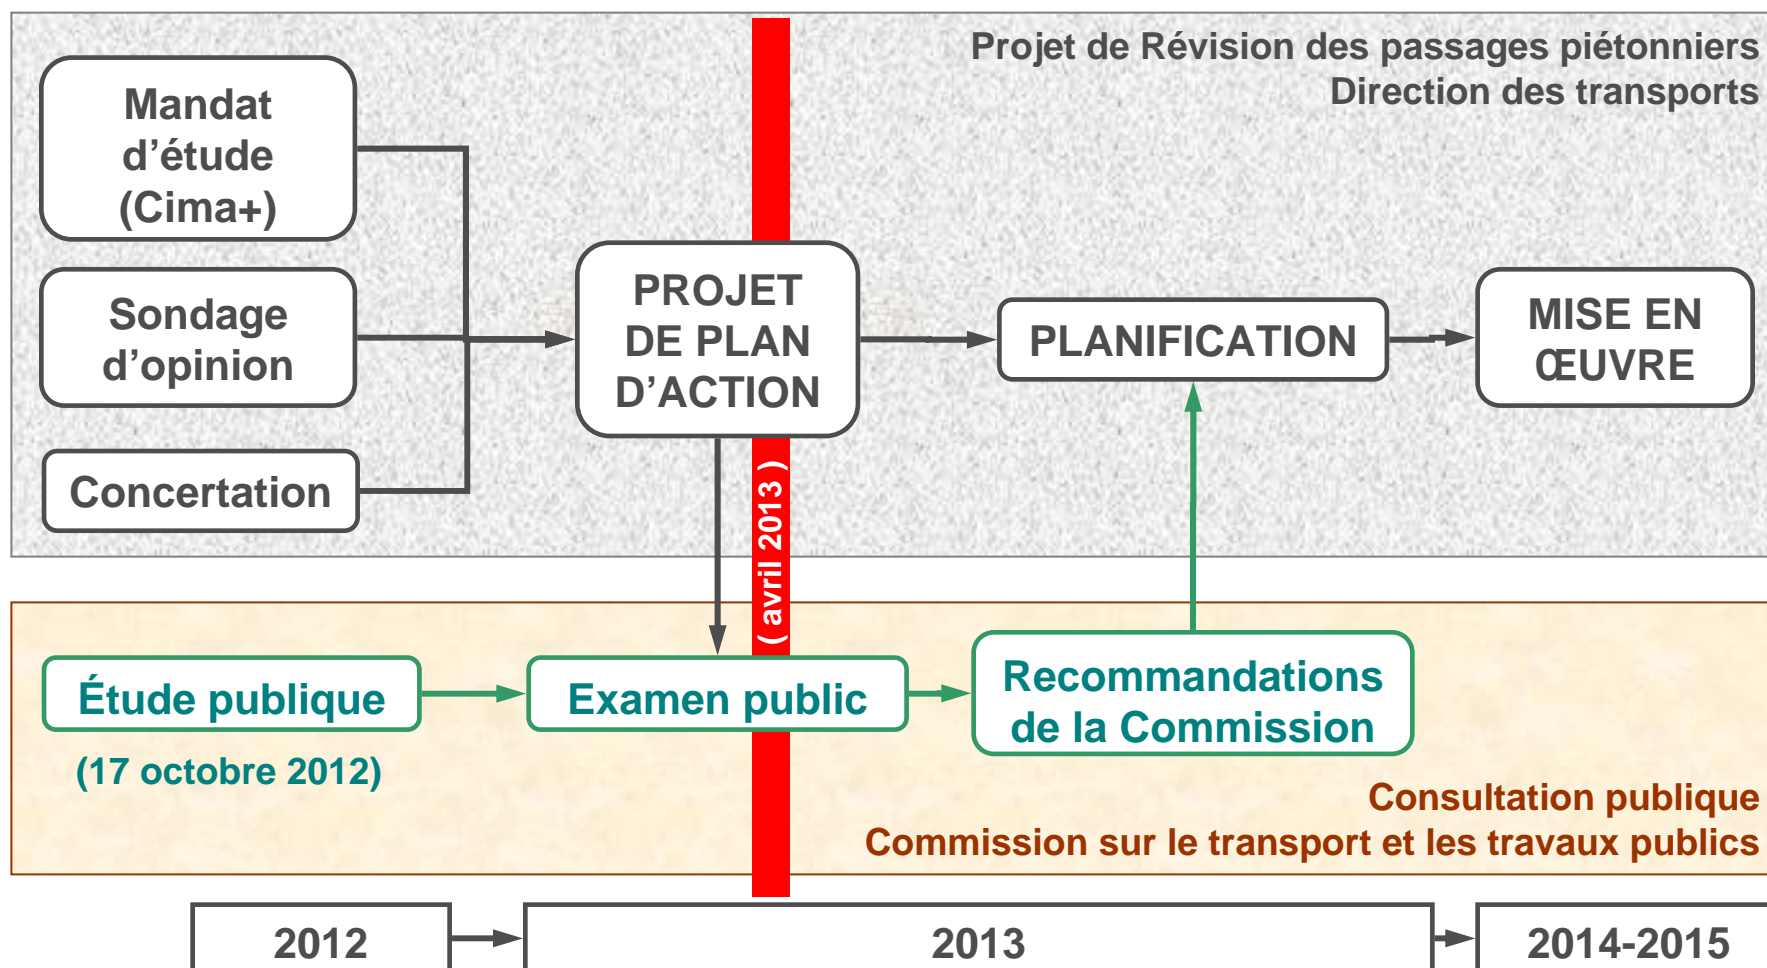 Projet de Révision des passages piétonniers
Direction des transports
Mandat
d’étude
(Cima+)
Sondage
d’opinion
Concertation
PROJET
DE PLAN
D’ACTION
PLANIFICATION
MISE EN
ŒUVRE
( avril 2013 )
Étude publique
(17 octobre 2012)
Examen public
Recommandations
de la Commission
Consultation publique
Commission sur le transport et les travaux publics
2012
2013
2014-2015